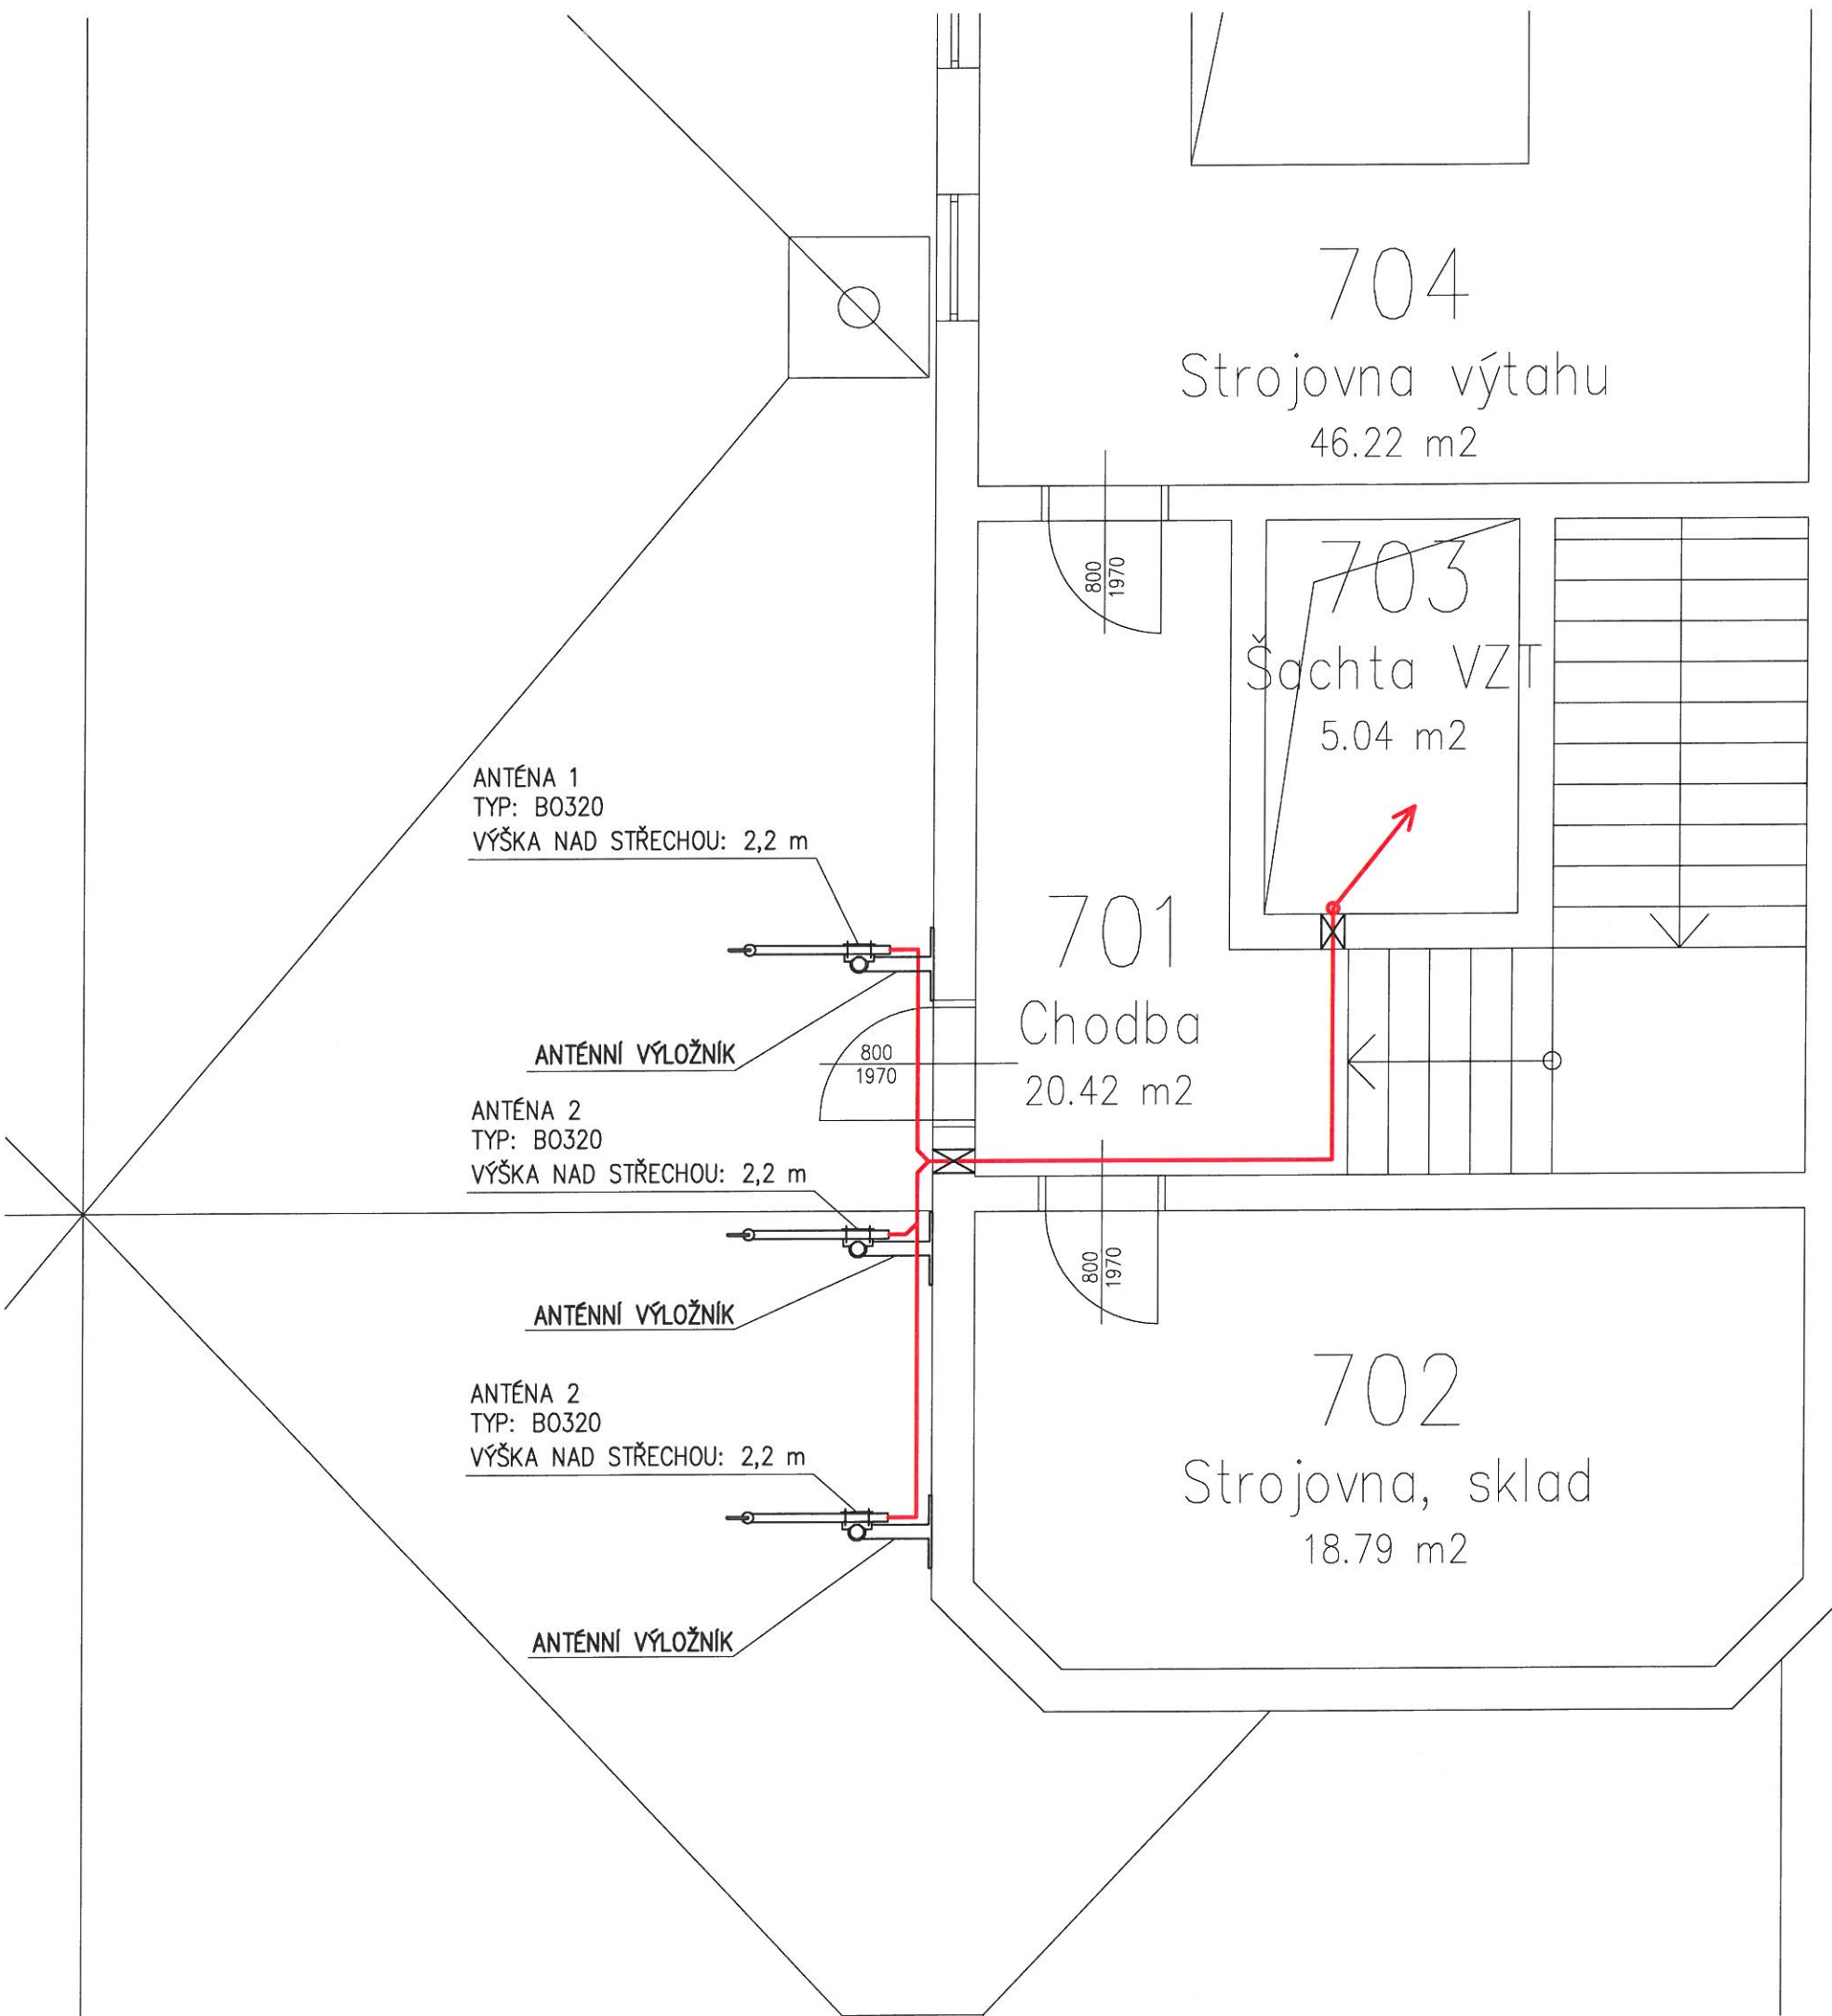 704
Strojovna výtahu
46.22 m2
800
1970
703
Šachta VZT
5.04 m2
ANTÉNA 1
TYP: BO320
VÝŠKA NAD STŘECHOU: 2,2 m
701
Chodba
20.42 m2
ANTÉNNÍ VÝLOŽNÍK
800
1970
ANTÉNA 2
TYP: BO320
VÝŠKA NAD STŘECHOU: 2,2 m
800
1970
ANTÉNNÍ VÝLOŽNÍK
702
Strojovna, sklad
18.79 m2
ANTÉNA 2
TYP: BO320
VÝŠKA NAD STŘECHOU: 2,2 m
ANTÉNNÍ VÝLOŽNÍK